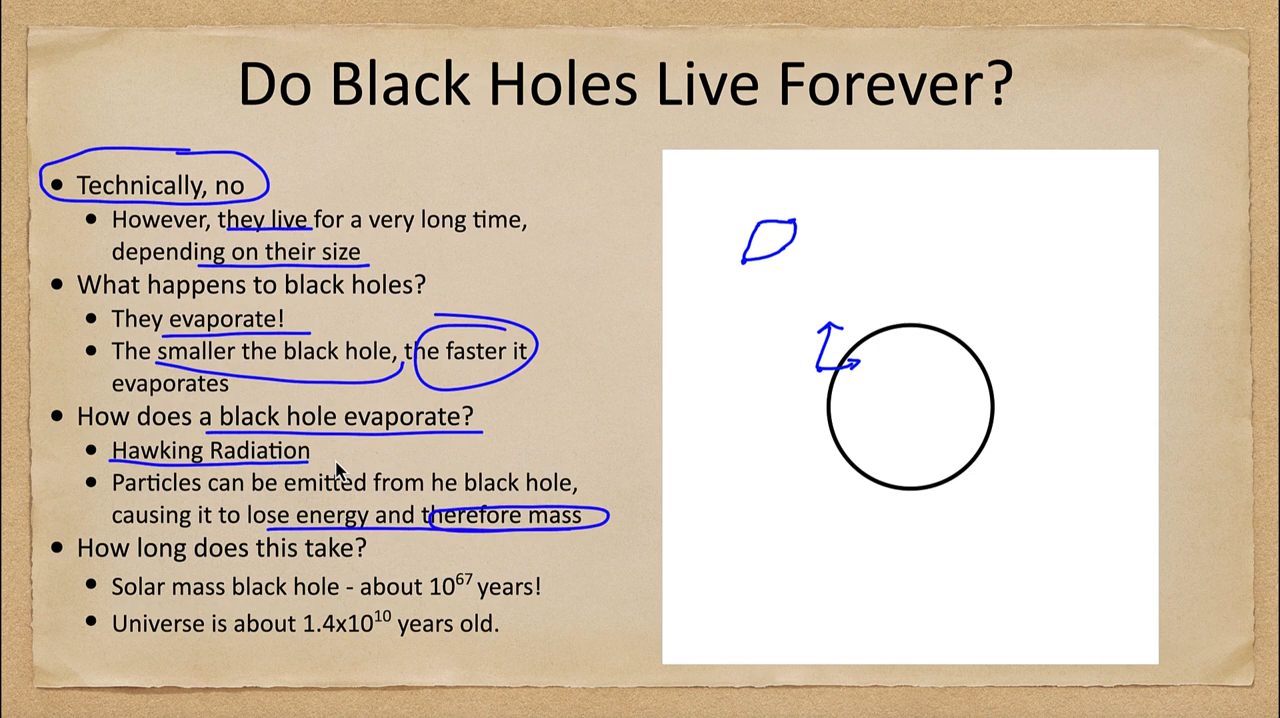 Do Black Holes Live Forever?
• Technically, no
• However, they live for a very long time,
depending on their size
• What happens to black holes?
• They evaporate!
• The smaller the black hole, the faster it
evaporates
• How does a black hole evaporate?
• Hawking Radiation
• Particles can be emitted from he black hole,
causing it to lose energy and therefore mass
• How long does this take?
• Solar mass black hole - about 10⁶⁷ years!
• Universe is about 1.4x10¹⁰ years old.